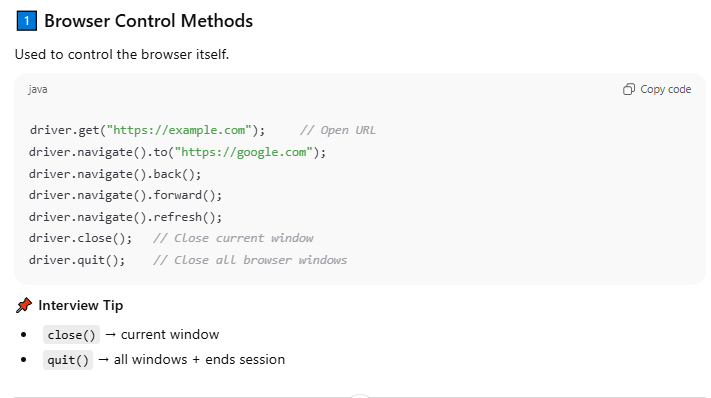 1 Browser Control Methods
Used to control the browser itself.
java
Copy code
driver.get("https://example.com");     // Open URL
driver.navigate().to("https://google.com");
driver.navigate().back();
driver.navigate().forward();
driver.navigate().refresh();
driver.close();   // Close current window
driver.quit();    // Close all browser windows
📌 Interview Tip
• close() → current window
• quit() → all windows + ends session